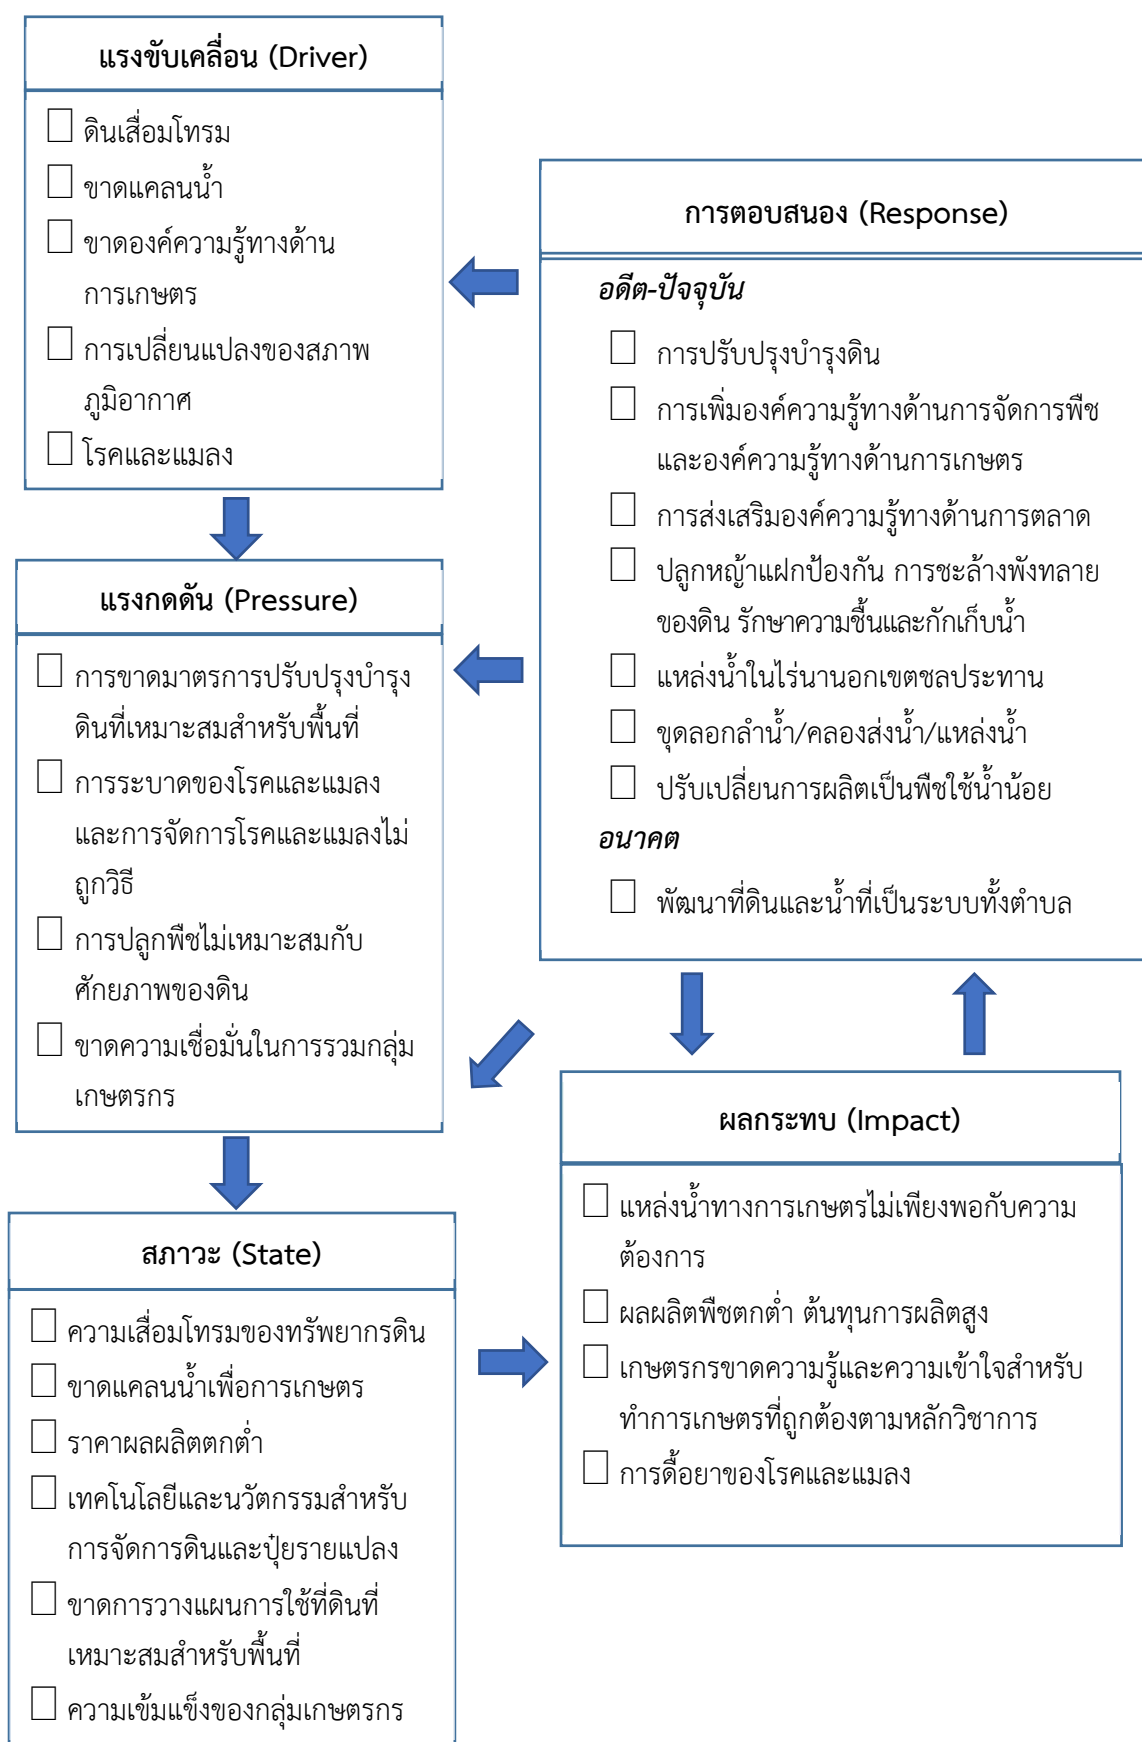 แรงขับเคลื่อน (Driver)
ดินเสื่อมโทรม
ขาดแคลนน้ำ
ขาดองค์ความรู้ทางด้าน
การเกษตร
การเปลี่ยนแปลงของสภาพ
ภูมิอากาศ
โรคและแมลง
การตอบสนอง (Response)
อดีต-ปัจจุบัน
การปรับปรุงบำรุงดิน
การเพิ่มองค์ความรู้ทางด้านการจัดการพืช
และองค์ความรู้ทางด้านการเกษตร
การส่งเสริมองค์ความรู้ทางด้านการตลาด
ปลูกหญ้าแฝกป้องกัน การชะล้างพังทลาย
ของดิน รักษาความชื้นและกักเก็บน้ำ
แหล่งน้ำในไร่นานอกเขตชลประทาน
ขุดลอกลำน้ำ/คลองส่งน้ำ/แหล่งน้ำ
ปรับเปลี่ยนการผลิตเป็นพืชใช้น้ำน้อย
อนาคต
พัฒนาที่ดินและน้ำที่เป็นระบบทั้งตำบล
แรงกดดัน (Pressure)
การขาดมาตรการปรับปรุงบำรุง
ดินที่เหมาะสมสำหรับพื้นที่
การระบาดของโรคและแมลง
และการจัดการโรคและแมลงไม่
ถูกวิธี
การปลูกพืชไม่เหมาะสมกับ
ศักยภาพของดิน
ขาดความเชื่อมั่นในการรวมกลุ่ม
เกษตรกร
ผลกระทบ (Impact)
แหล่งน้ำทางการเกษตรไม่เพียงพอกับความ
ต้องการ
ผลผลิตพืชตกต่ำ ต้นทุนการผลิตสูง
เกษตรกรขาดความรู้และความเข้าใจสำหรับ
ทำการเกษตรที่ถูกต้องตามหลักวิชาการ
การดื้อยาของโรคและแมลง
สภาวะ (State)
ความเสื่อมโทรมของทรัพยากรดิน
ขาดแคลนน้ำเพื่อการเกษตร
ราคาผลผลิตตกต่ำ
เทคโนโลยีและนวัตกรรมสำหรับ
การจัดการดินและปุ๋ยรายแปลง
ขาดการวางแผนการใช้ที่ดินที่
เหมาะสมสำหรับพื้นที่
ความเข้มแข็งของกลุ่มเกษตรกร